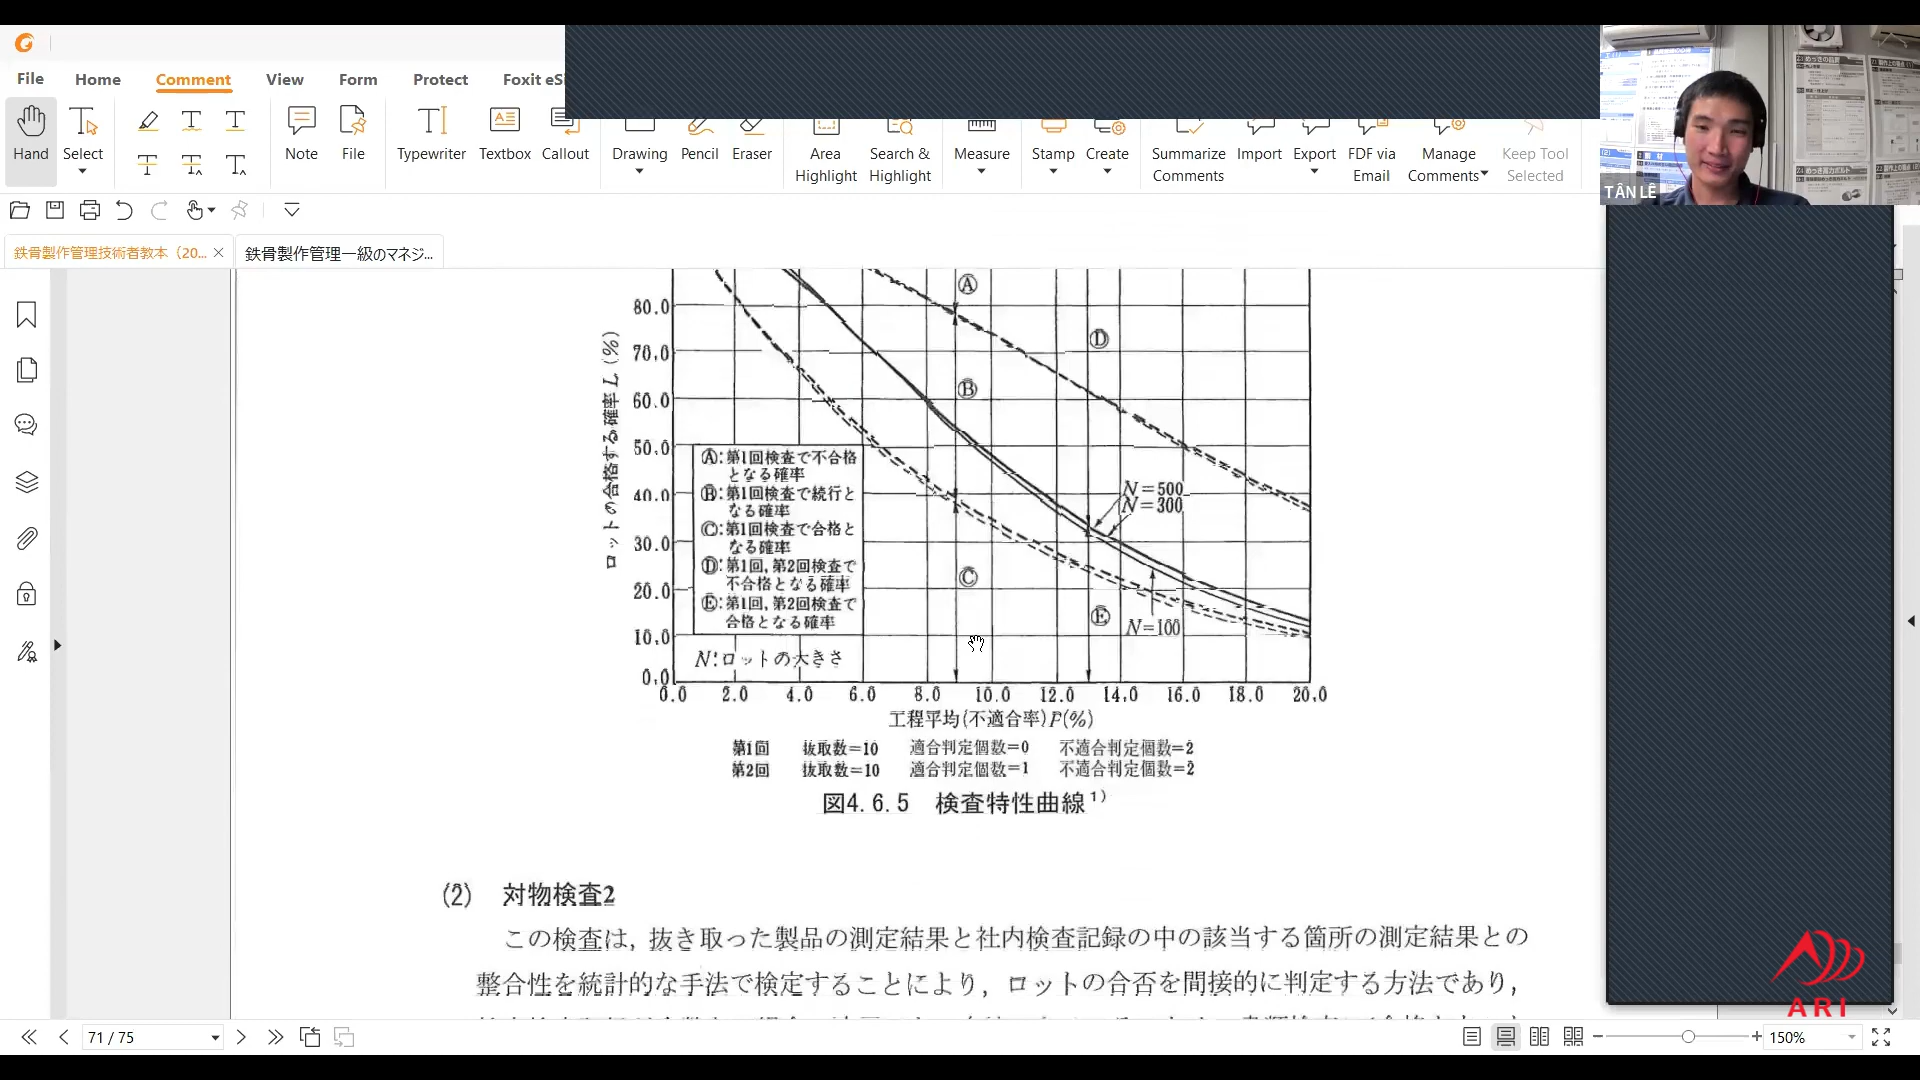 File Home Comment View Form Protect Foxit eSi
Hand Select Note File Typewriter Textbox Callout Drawing Pencil Eraser Area Highlight Search & Highlight Measure Stamp Create Summarize Comments Import Export FDF via Email Manage Comments Keep Tool Selected
TÂN LÊ
鉄骨製作管理技術者教本（20... 鉄骨製作管理一級のマネジ...
ロットの合格する確率 L (%)
80.0
70.0
60.0
50.0
40.0
30.0
20.0
10.0
0.0
Ⓐ
Ⓓ
Ⓑ
N=500
N=300
Ⓒ
Ⓔ
N=100
Ⓐ:第1回検査で不合格
となる確率
Ⓑ:第1回検査で続行と
なる確率
Ⓒ:第1回検査で合格と
なる確率
Ⓓ:第1回,第2回検査で
不合格となる確率
Ⓔ:第1回,第2回検査で
合格となる確率
N:ロットの大きさ
0.0 2.0 4.0 6.0 8.0 10.0 12.0 14.0 16.0 18.0 20.0
工程平均(不適合率)P(%)
第1回 抜取数=10 適合判定個数=0 不適合判定個数=2
第2回 抜取数=10 適合判定個数=1 不適合判定個数=2
図4.6.5 検査特性曲線1)
(2) 対物検査2
この検査は, 抜き取った製品の測定結果と社内検査記録の中の該当する箇所の測定結果との
整合性を統計的な手法で検定することにより, ロットの合否を間接的に判定する方法であり,
ARI
71 / 75
150%